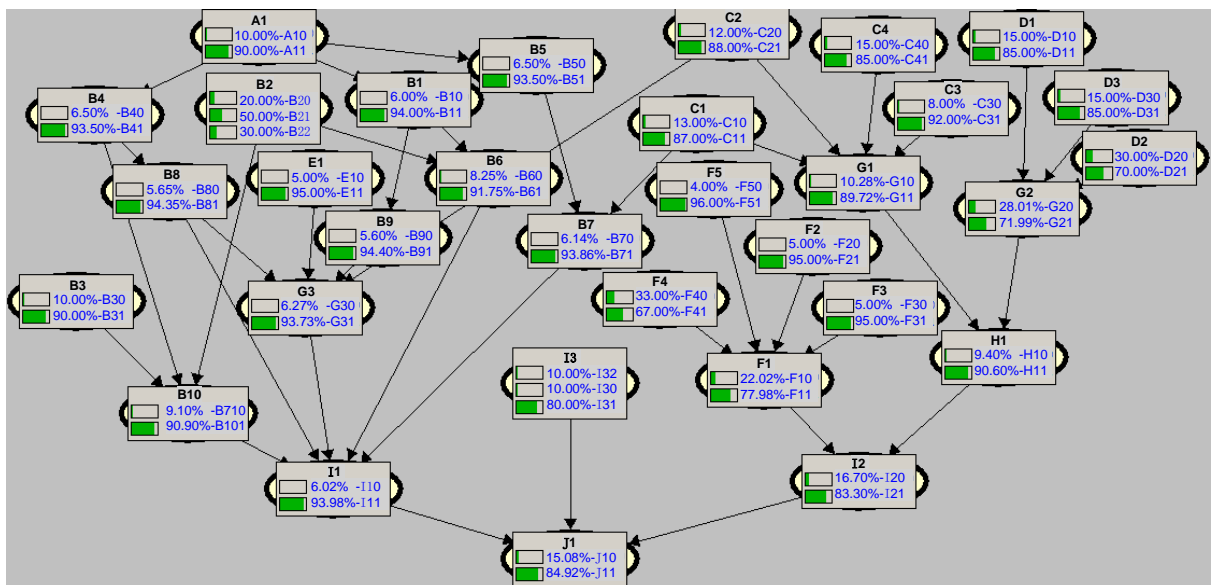 A1
10.00%-A10
90.00%-A11
C2
12.00%-C20
88.00%-C21
C4
15.00%-C40
85.00%-C41
D1
15.00%-D10
85.00%-D11
B5
6.50% -B50
93.50%-B51
B4
6.50% -B40
93.50%-B41
B2
20.00%-B20
50.00%-B21
30.00%-B22
B1
6.00% -B10
94.00%-B11
C3
8.00% -C30
92.00%-C31
D3
15.00%-D30
85.00%-D31
C1
13.00%-C10
87.00%-C11
D2
30.00%-D20
70.00%-D21
B8
5.65% -B80
94.35%-B81
E1
5.00% -E10
95.00%-E11
B6
8.25% -B60
91.75%-B61
F5
4.00% -F50
96.00%-F51
G1
10.28%-G10
89.72%-G11
G2
28.01%-G20
71.99%-G21
B9
5.60% -B90
94.40%-B91
B7
6.14% -B70
93.86%-B71
F2
5.00% -F20
95.00%-F21
B3
10.00%-B30
90.00%-B31
G3
6.27% -G30
93.73%-G31
F4
33.00%-F40
67.00%-F41
F3
5.00% -F30
95.00%-F31
H1
9.40% -H10
90.60%-H11
I3
10.00%-I32
10.00%-I30
80.00%-I31
F1
22.02%-F10
77.98%-F11
B10
9.10% -B710
90.90%-B101
I1
6.02% -I10
93.98%-I11
I2
16.70%-I20
83.30%-I21
J1
15.08%-J10
84.92%-J11